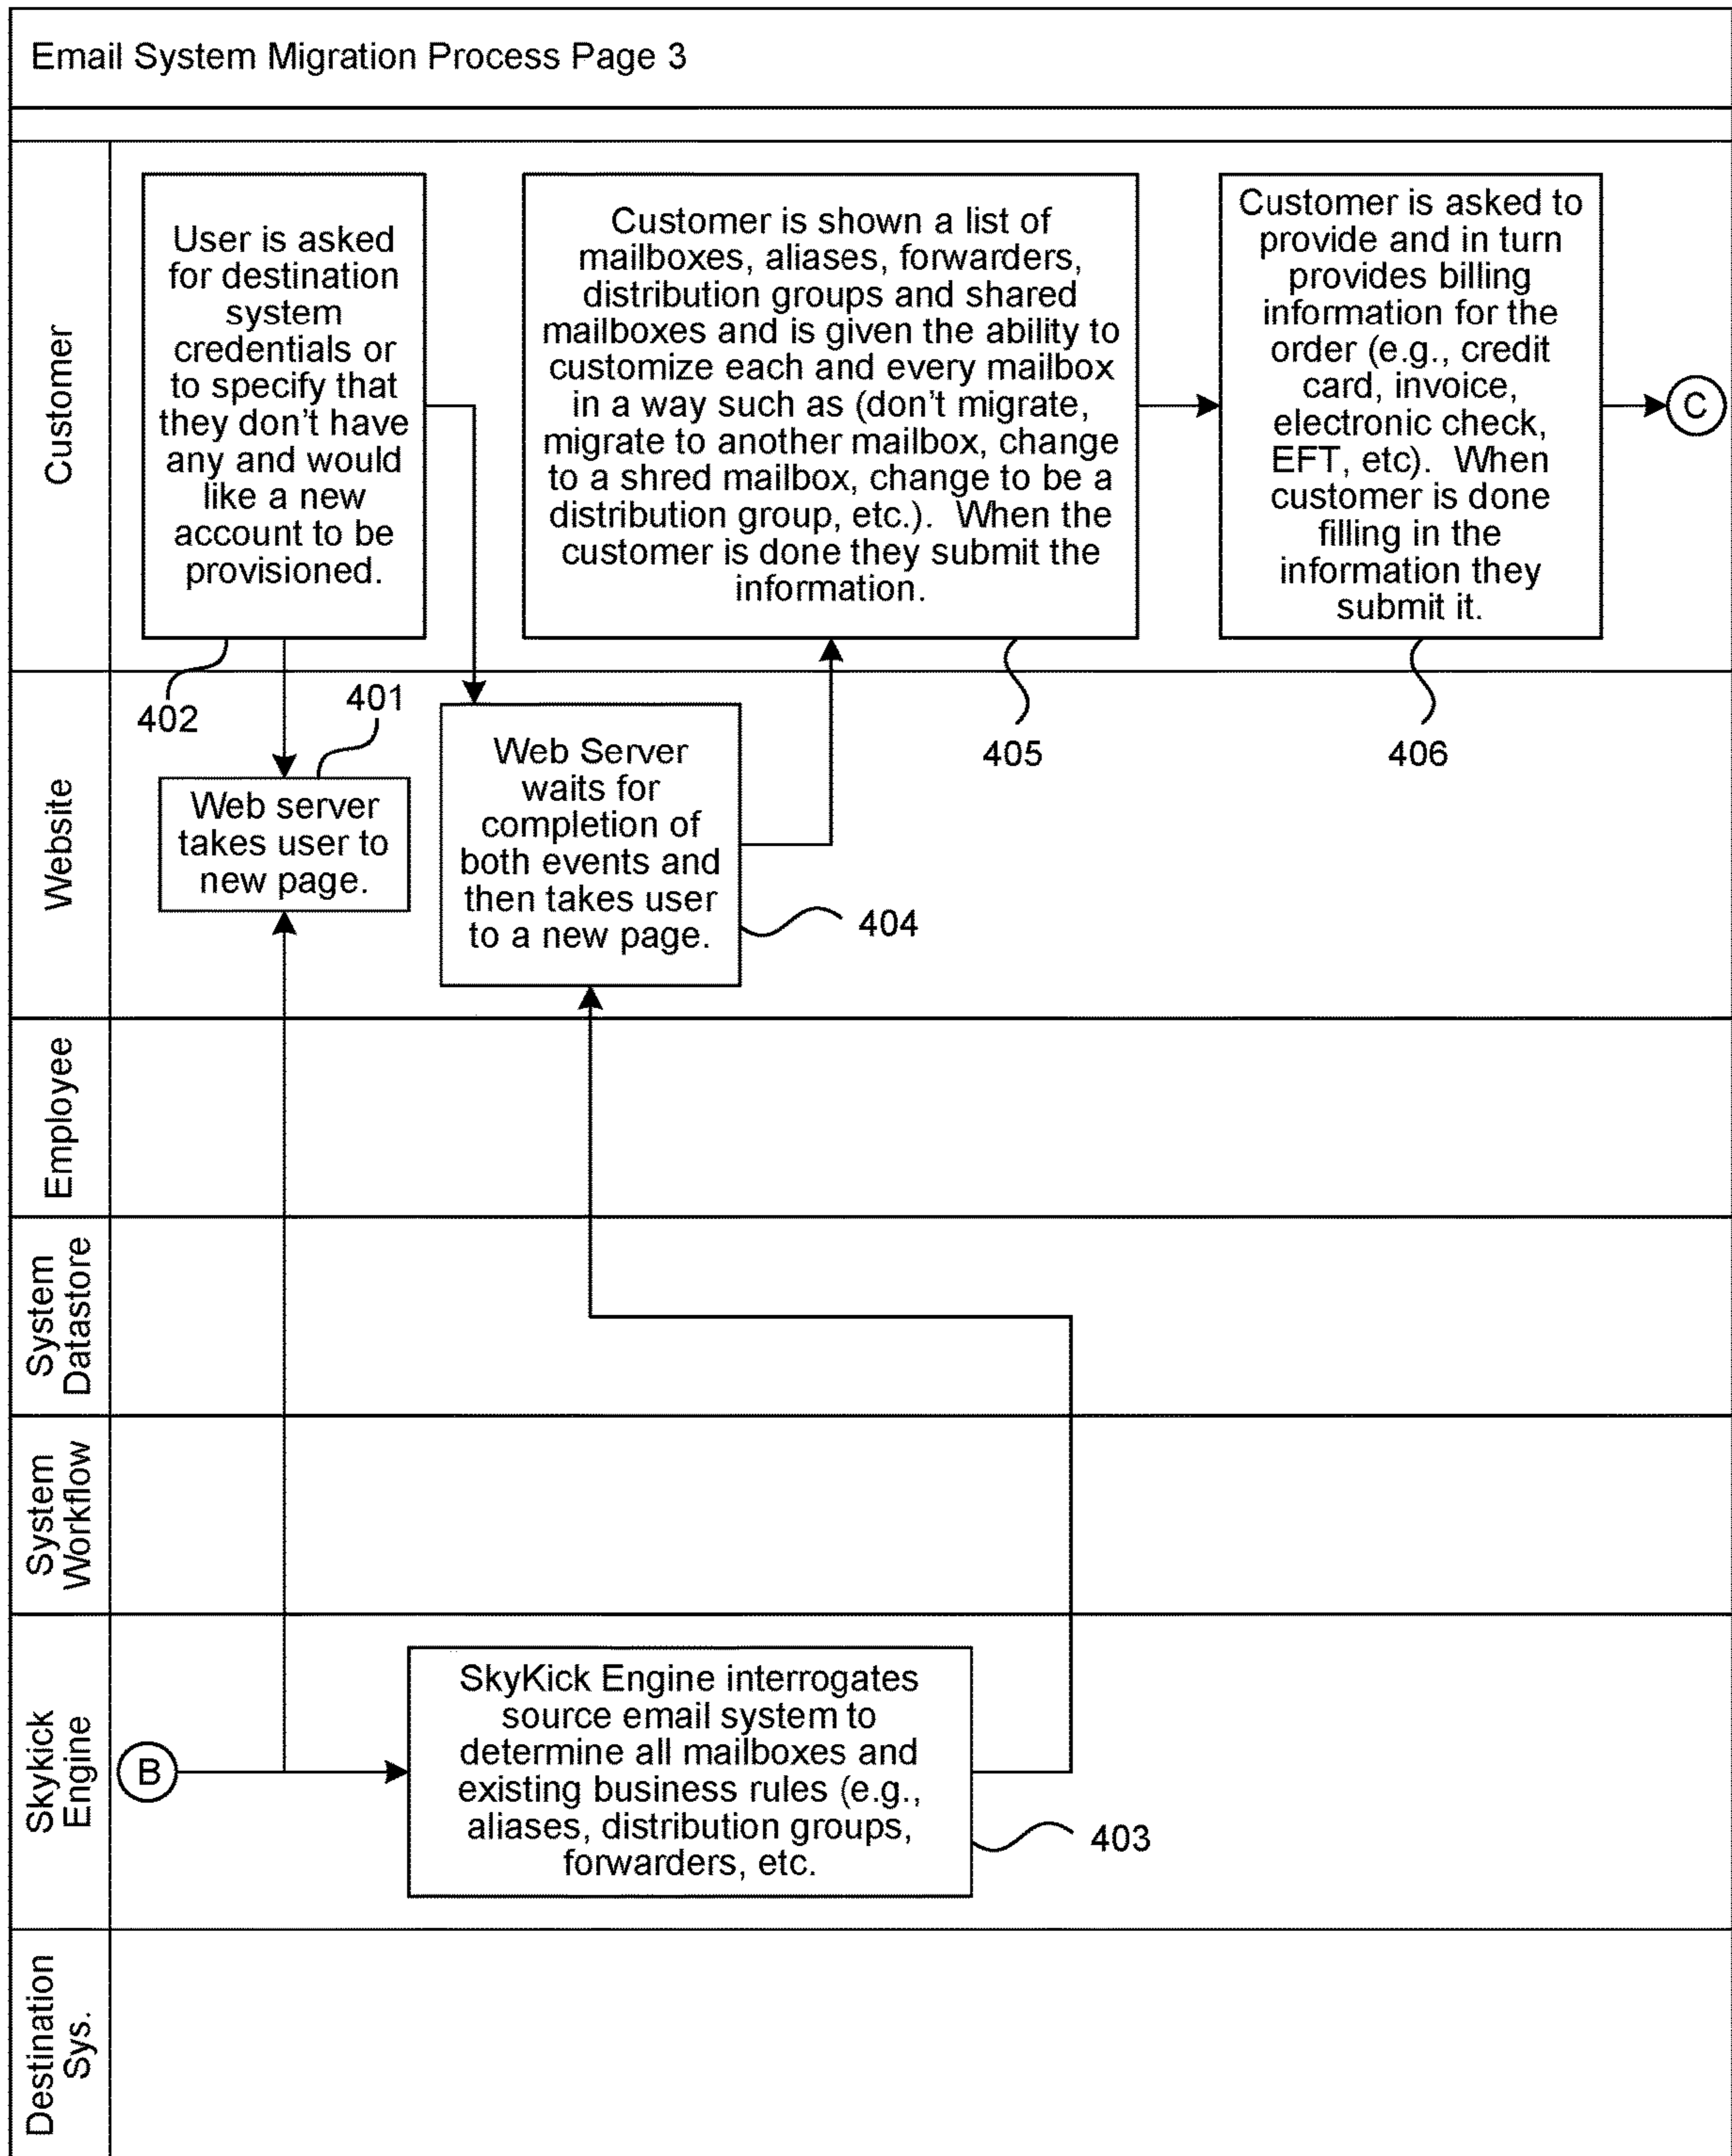 Email System Migration Process Page 3
Customer
User is asked
for destination
system
credentials or
to specify that
they don't have
any and would
like a new
account to be
provisioned.
402
Customer is shown a list of
mailboxes, aliases, forwarders,
distribution groups and shared
mailboxes and is given the ability to
customize each and every mailbox
in a way such as (don't migrate,
migrate to another mailbox, change
to a shred mailbox, change to be a
distribution group, etc.).  When the
customer is done they submit the
information.
405
Customer is asked to
provide and in turn
provides billing
information for the
order (e.g., credit
card, invoice,
electronic check,
EFT, etc).  When
customer is done
filling in the
information they
submit it.
406
C
Website
401
Web server
takes user to
new page.
Web Server
waits for
completion of
both events and
then takes user
to a new page.
404
Employee
System
Datastore
System
Workflow
Skykick
Engine
B
SkyKick Engine interrogates
source email system to
determine all mailboxes and
existing business rules (e.g.,
aliases, distribution groups,
forwarders, etc.
403
Destination
Sys.